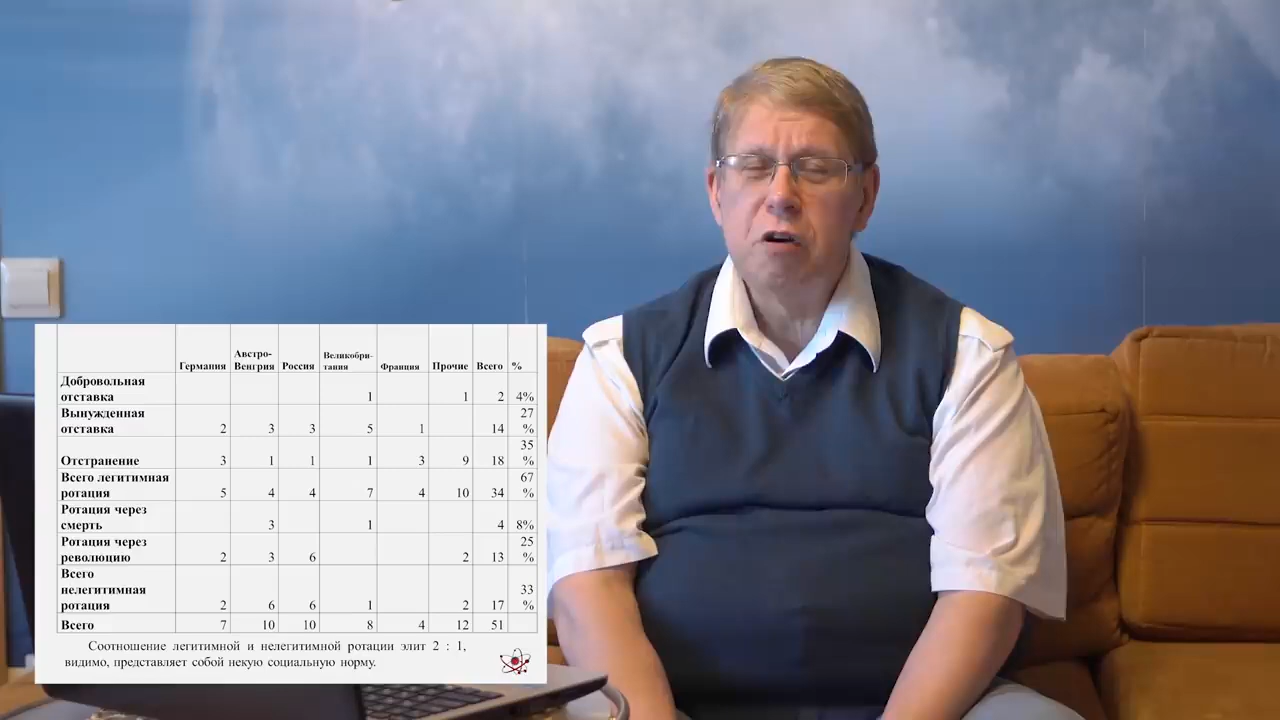 Германия Австро-Венгрия Россия Великобри-тания Франция Прочие Всего %
Добровольная отставка 1 1 2 4%
Вынужденная отставка 2 3 3 5 1 14 27 %
Отстранение 3 1 1 1 3 9 18 35 %
Всего легитимная ротация 5 4 4 7 4 10 34 67 %
Ротация через смерть 3 1 4 8%
Ротация через революцию 2 3 6 2 13 25 %
Всего нелегитимная ротация 2 6 6 1 2 17 33 %
Всего 7 10 10 8 4 12 51
Соотношение легитимной и нелегитимной ротации элит 2 : 1,
видимо, представляет собой некую социальную норму.